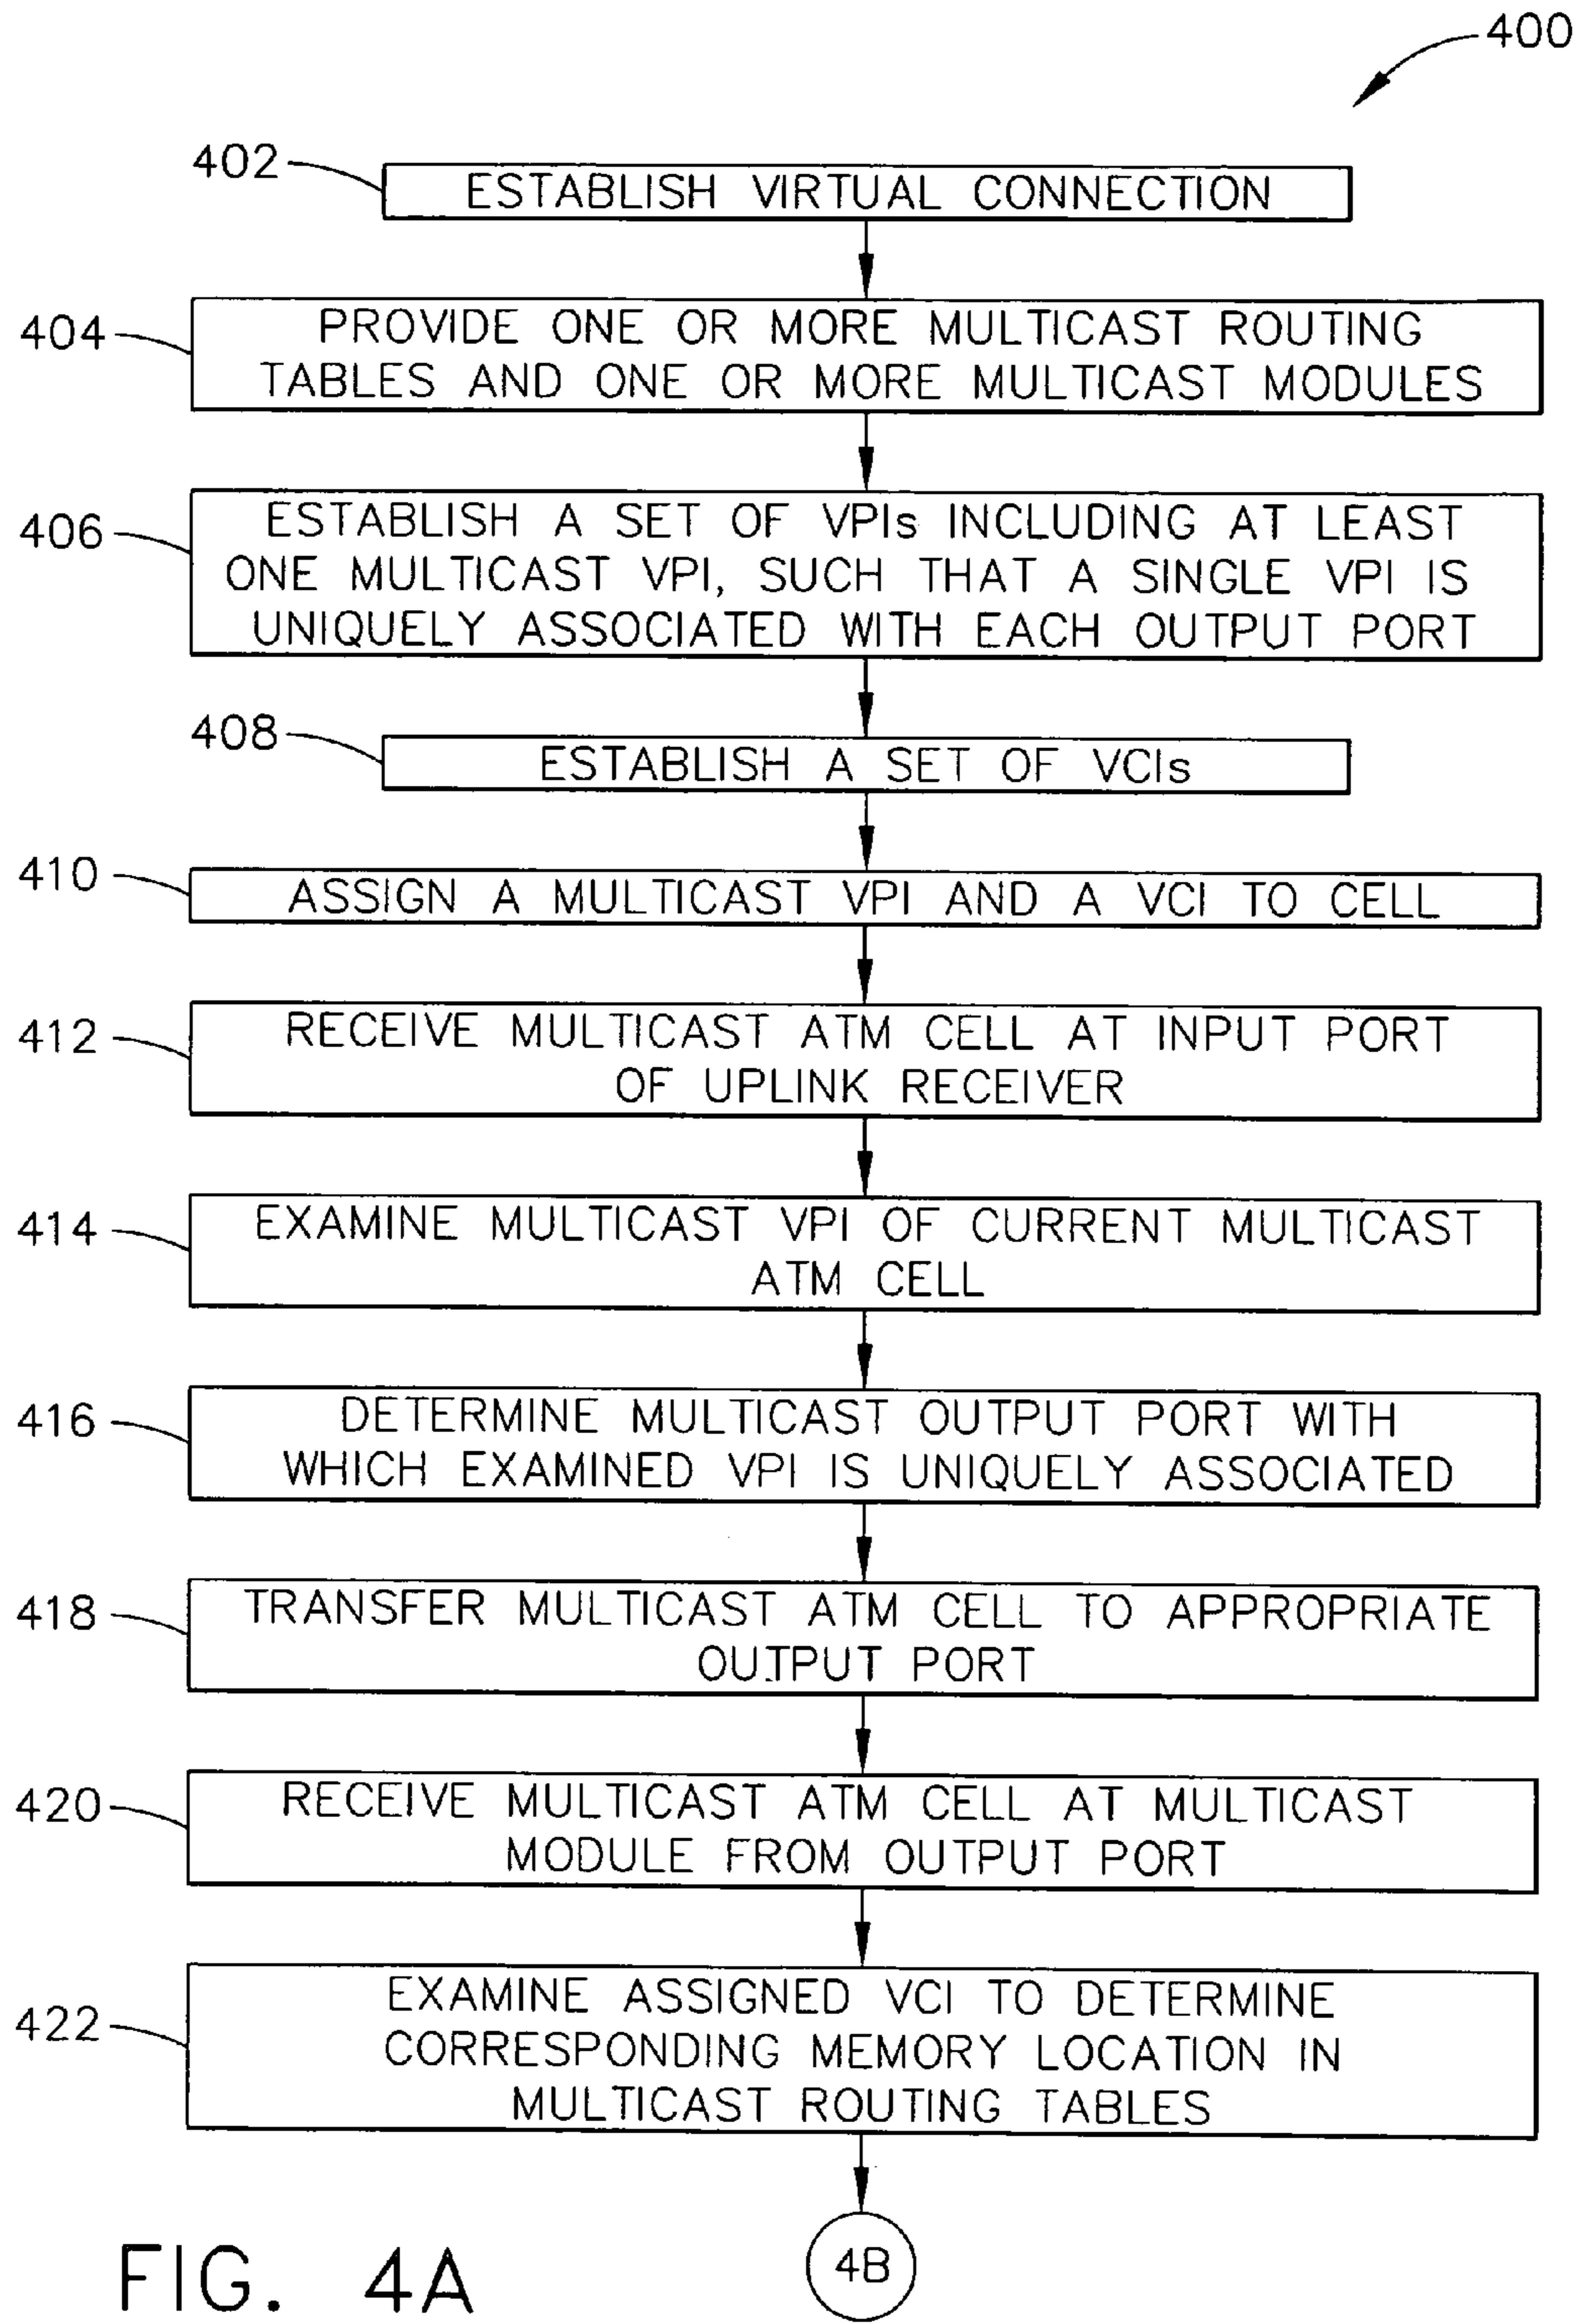 400
402
ESTABLISH VIRTUAL CONNECTION
404
PROVIDE ONE OR MORE MULTICAST ROUTING
TABLES AND ONE OR MORE MULTICAST MODULES
406
ESTABLISH A SET OF VPIs INCLUDING AT LEAST
ONE MULTICAST VPI, SUCH THAT A SINGLE VPI IS
UNIQUELY ASSOCIATED WITH EACH OUTPUT PORT
408
ESTABLISH A SET OF VCIs
410
ASSIGN A MULTICAST VPI AND A VCI TO CELL
412
RECEIVE MULTICAST ATM CELL AT INPUT PORT
OF UPLINK RECEIVER
414
EXAMINE MULTICAST VPI OF CURRENT MULTICAST
ATM CELL
416
DETERMINE MULTICAST OUTPUT PORT WITH
WHICH EXAMINED VPI IS UNIQUELY ASSOCIATED
418
TRANSFER MULTICAST ATM CELL TO APPROPRIATE
OUTPUT PORT
420
RECEIVE MULTICAST ATM CELL AT MULTICAST
MODULE FROM OUTPUT PORT
422
EXAMINE ASSIGNED VCI TO DETERMINE
CORRESPONDING MEMORY LOCATION IN
MULTICAST ROUTING TABLES
4B
FIG. 4A